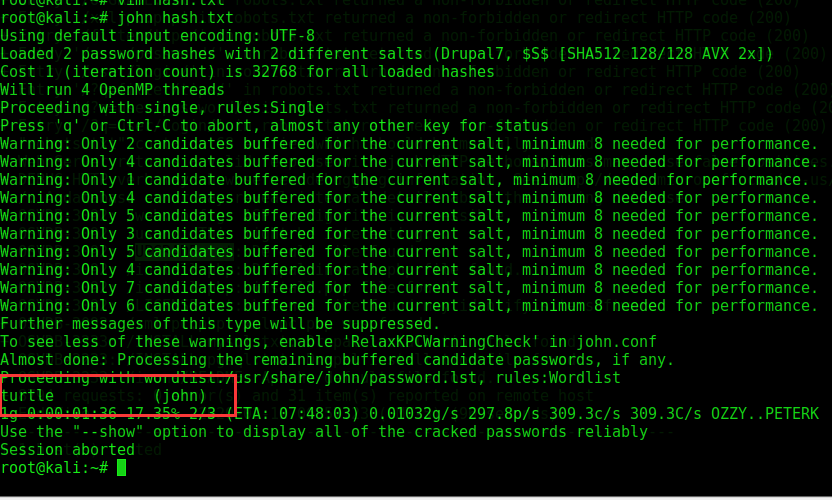 root@kali:~# vim hash.txt
root@kali:~# john hash.txt
Using default input encoding: UTF-8
Loaded 2 password hashes with 2 different salts (Drupal7, $S$ [SHA512 128/128 AVX 2x])
Cost 1 (iteration count) is 32768 for all loaded hashes
Will run 4 OpenMP threads
Proceeding with single, rules:Single
Press 'q' or Ctrl-C to abort, almost any other key for status
Warning: Only 2 candidates buffered for the current salt, minimum 8 needed for performance.
Warning: Only 4 candidates buffered for the current salt, minimum 8 needed for performance.
Warning: Only 1 candidate buffered for the current salt, minimum 8 needed for performance.
Warning: Only 4 candidates buffered for the current salt, minimum 8 needed for performance.
Warning: Only 5 candidates buffered for the current salt, minimum 8 needed for performance.
Warning: Only 3 candidates buffered for the current salt, minimum 8 needed for performance.
Warning: Only 5 candidates buffered for the current salt, minimum 8 needed for performance.
Warning: Only 4 candidates buffered for the current salt, minimum 8 needed for performance.
Warning: Only 7 candidates buffered for the current salt, minimum 8 needed for performance.
Warning: Only 6 candidates buffered for the current salt, minimum 8 needed for performance.
Further messages of this type will be suppressed.
To see less of these warnings, enable 'RelaxKPCWarningCheck' in john.conf
Almost done: Processing the remaining buffered candidate passwords, if any.
Proceeding with wordlist:/usr/share/john/password.lst, rules:Wordlist
turtle           (john)
1g 0:00:01:36 17.35% 2/3 (ETA: 07:48:03) 0.01032g/s 297.8p/s 309.3c/s 309.3C/s OZZY..PETERK
Use the "--show" option to display all of the cracked passwords reliably
Session aborted
root@kali:~#